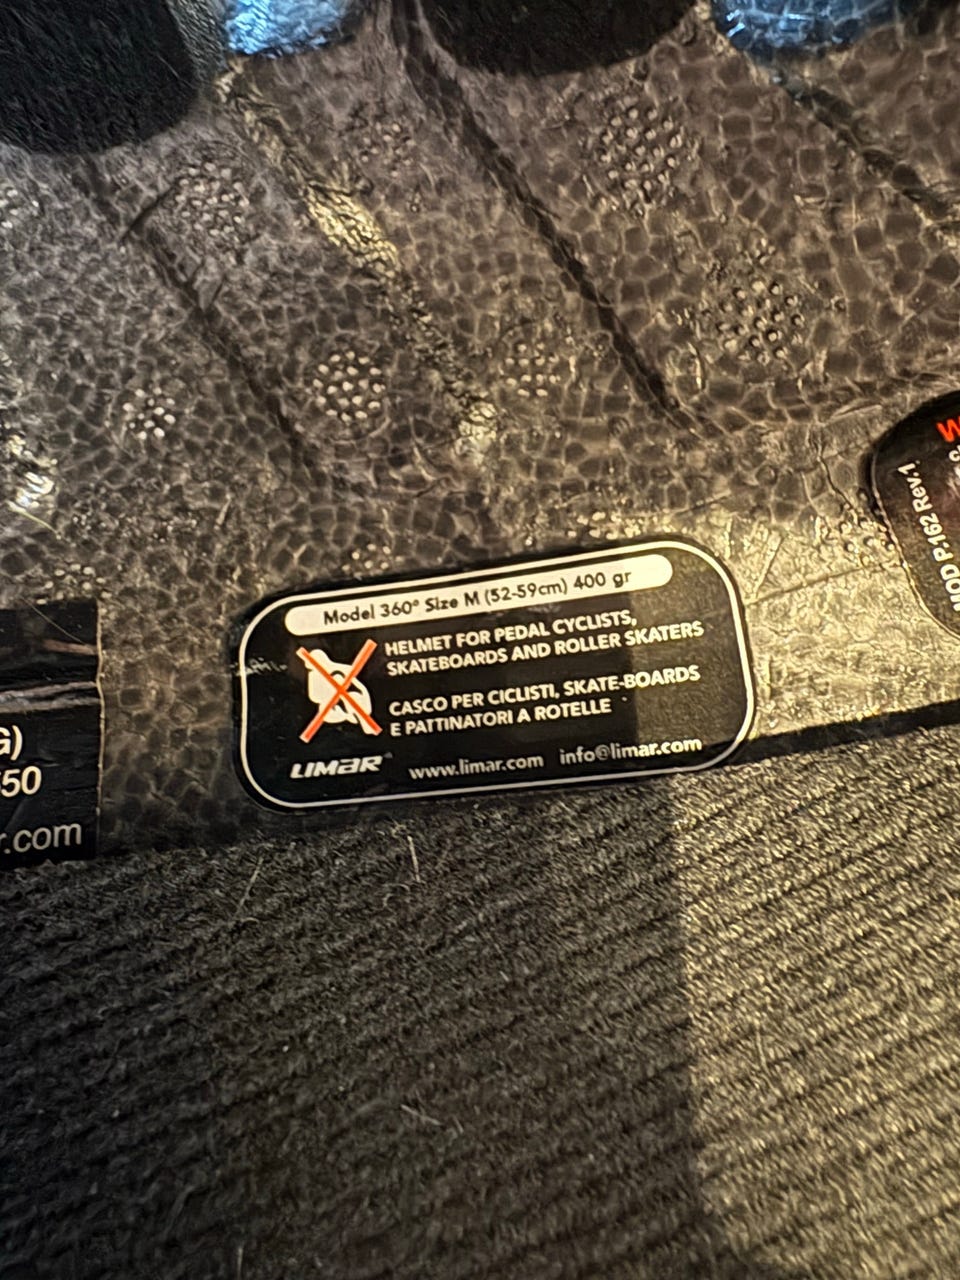 Model 360° Size M (52-59cm) 400 gr
HELMET FOR PEDAL CYCLISTS,
SKATEBOARDS AND ROLLER SKATERS
CASCO PER CICLISTI, SKATE-BOARDS
E PATTINATORI A ROTELLE
LIMAR www.limar.com info@limar.com
G)
50
r.com
MOD P.162 Rev.1